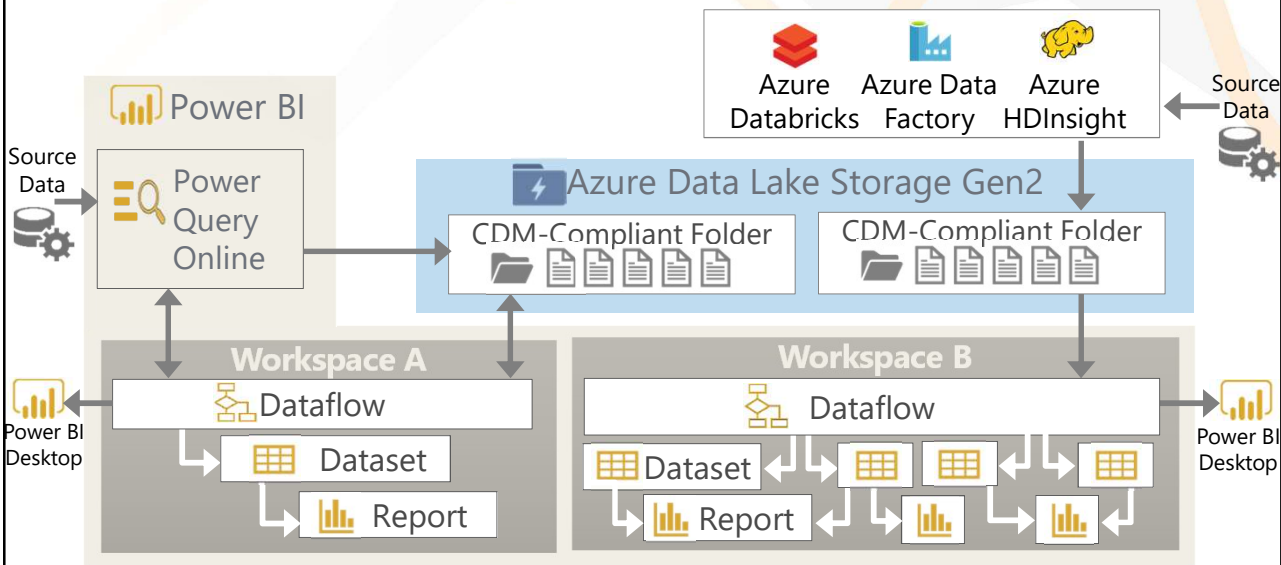 Azure
Databricks
Azure Data
Factory
Azure
HDInsight
Source
Data
Power BI
Source
Data
Power
Query
Online
Azure Data Lake Storage Gen2
CDM-Compliant Folder
CDM-Compliant Folder
Workspace A
Workspace B
Dataflow
Dataflow
Power BI
Desktop
Power BI
Desktop
Dataset
Dataset
Report
Report